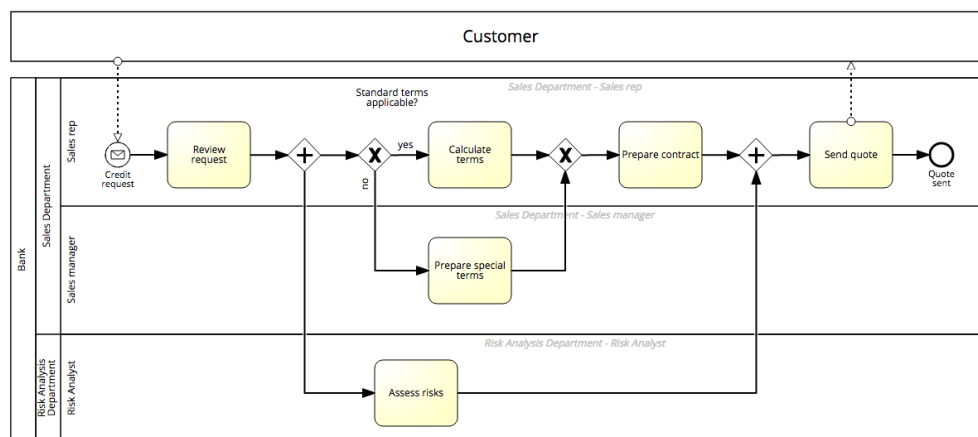 Customer
Bank
Sales Department
Sales rep
Sales Department - Sales rep
Credit
request
Review
request
Standard terms
applicable?
yes
no
Calculate
terms
Prepare contract
Send quote
Quote
sent
Sales manager
Sales Department - Sales manager
Prepare special
terms
Risk Analysis
Department
Risk Analyst
Risk Analysis Department - Risk Analyst
Assess risks